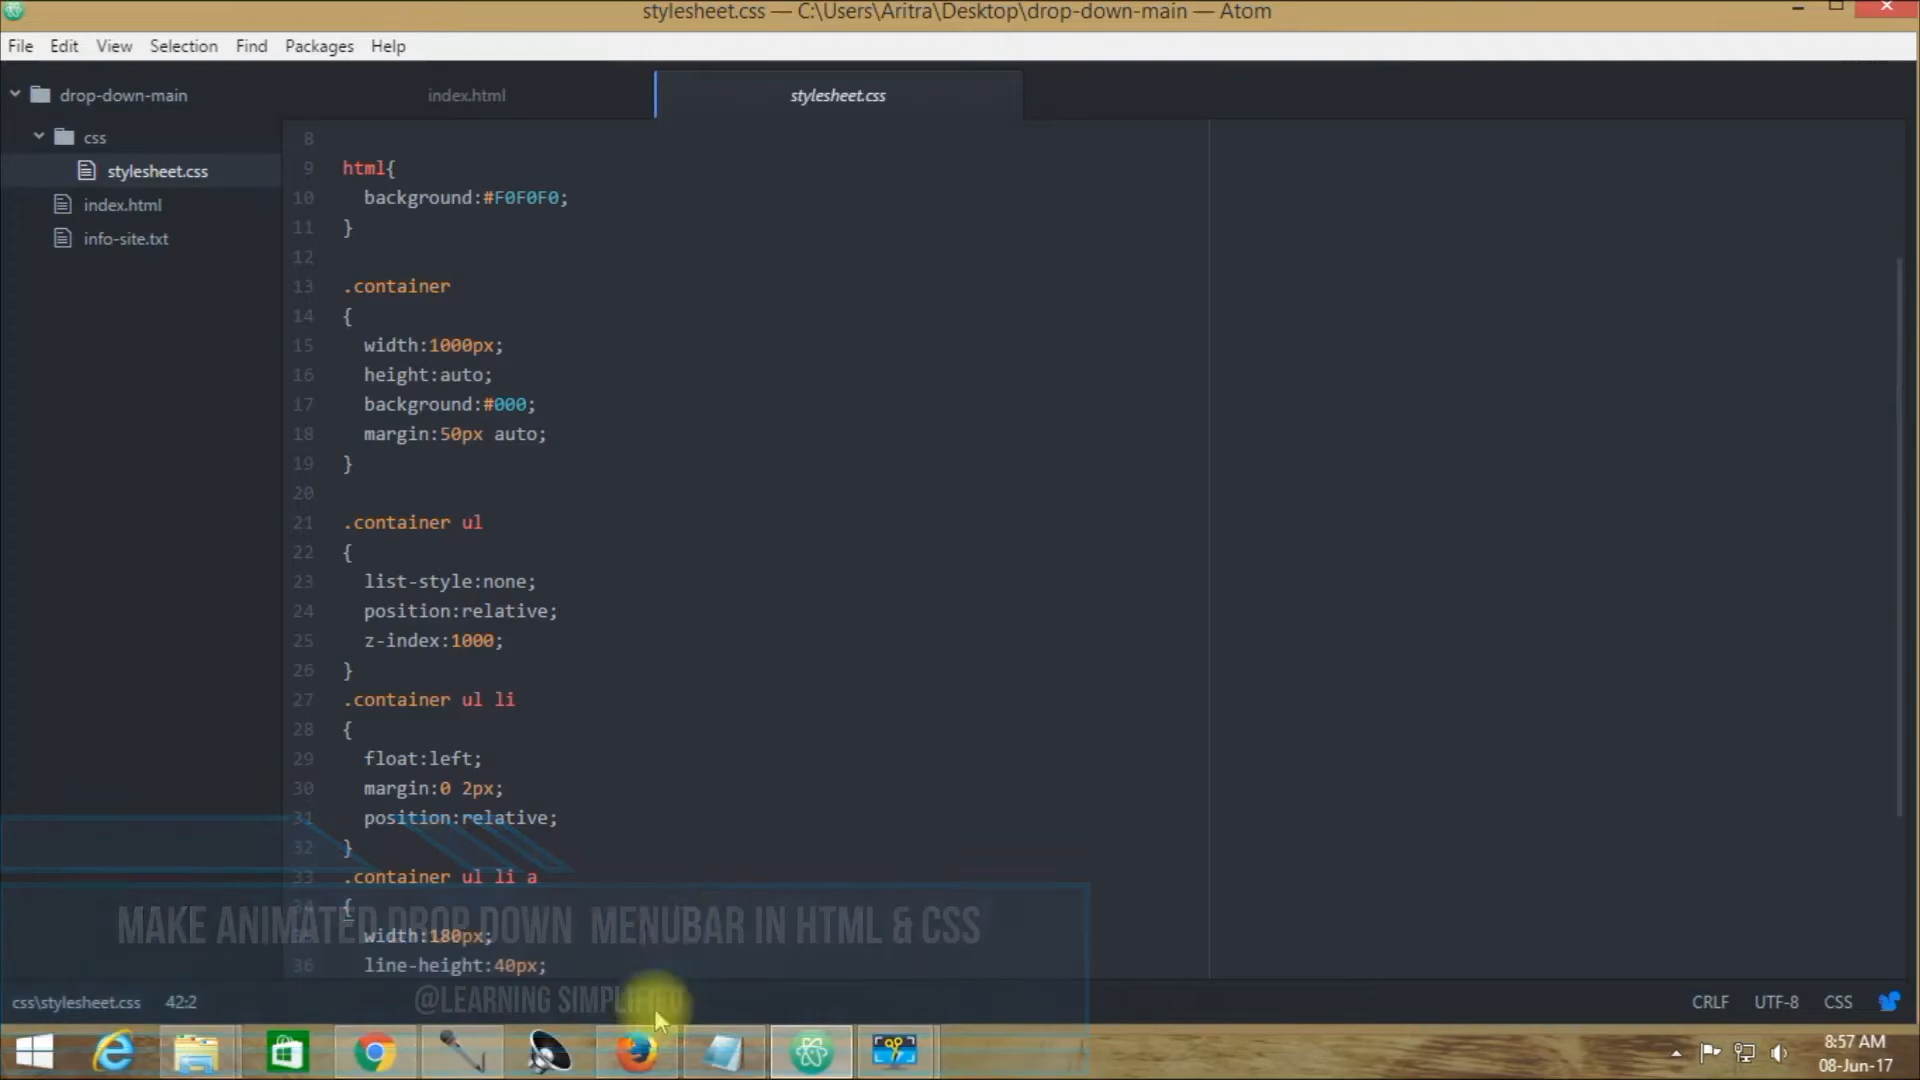 stylesheet.css — C:\Users\Aritra\Desktop\drop-down-main — Atom
File Edit View Selection Find Packages Help
drop-down-main
css
stylesheet.css
index.html
info-site.txt
index.html stylesheet.css
8
9 html{
10 background:#F0F0F0;
11 }
12
13 .container
14 {
15 width:1000px;
16 height:auto;
17 background:#000;
18 margin:50px auto;
19 }
20
21 .container ul
22 {
23 list-style:none;
24 position:relative;
25 z-index:1000;
26 }
27 .container ul li
28 {
29 float:left;
30 margin:0 2px;
31 position:relative;
32 }
33 .container ul li a
{
width:180px;
36 line-height:40px;
MAKE ANIMATED DROP DOWN MENUBAR IN HTML & CSS
@LEARNING SIMPLIFIED
css\stylesheet.css 42:2 CRLF UTF-8 CSS
8:57 AM
08-Jun-17